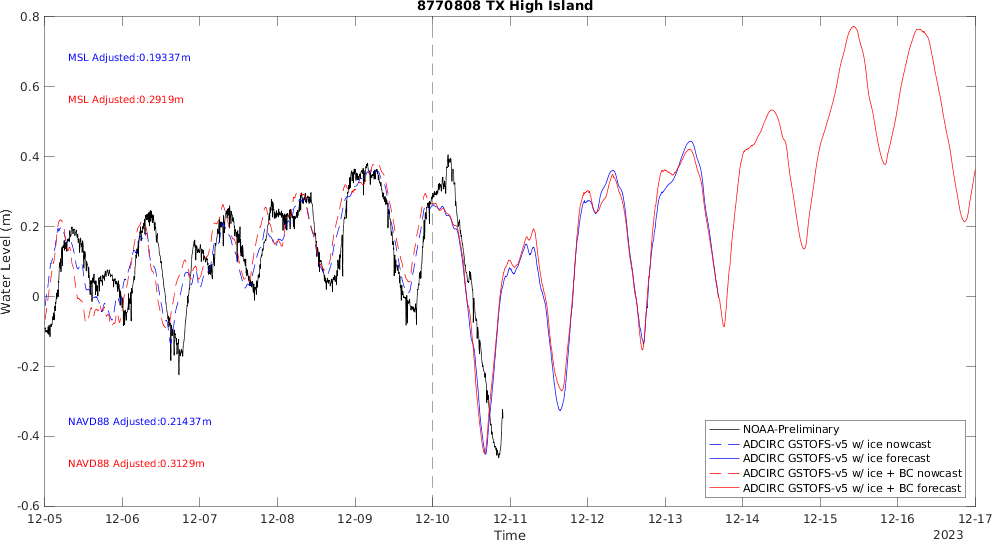 8770808 TX High Island
0.8
0.6
0.4
0.2
0
-0.2
-0.4
-0.6
Water Level (m)
MSL Adjusted:0.19337m
MSL Adjusted:0.2919m
NAVD88 Adjusted:0.21437m
NAVD88 Adjusted:0.3129m
NOAA-Preliminary
ADCIRC GSTOFS-v5 w/ ice nowcast
ADCIRC GSTOFS-v5 w/ ice forecast
ADCIRC GSTOFS-v5 w/ ice + BC nowcast
ADCIRC GSTOFS-v5 w/ ice + BC forecast
12-05 12-06 12-07 12-08 12-09 12-10 12-11 12-12 12-13 12-14 12-15 12-16 12-17
Time
2023